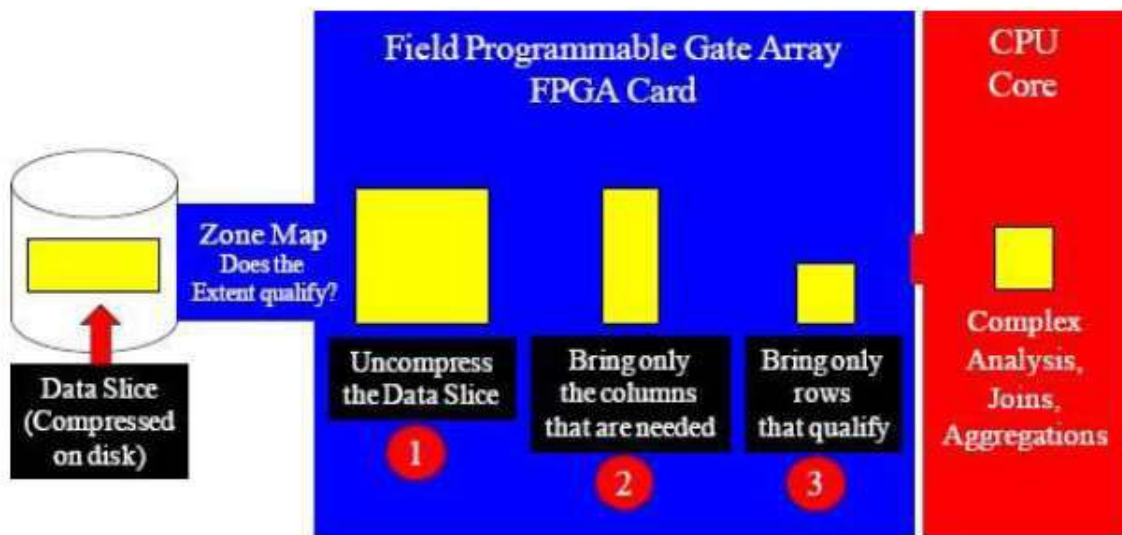 Field Programmable Gate Array
FPGA Card
CPU
Core
Zone Map
Does the
Extent qualify?
Data Slice
(Compressed
on disk)
Uncompress
the Data Slice
1
Bring only
the columns
that are needed
2
Bring only
rows
that qualify
3
Complex
Analysis,
Joins,
Aggregations